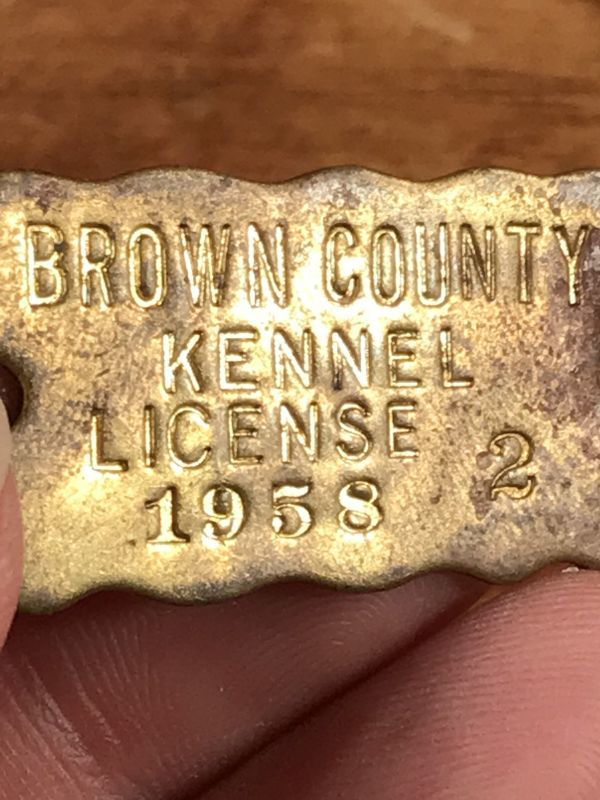 BROWN COUNTY
KENNEL
LICENSE 2
1958